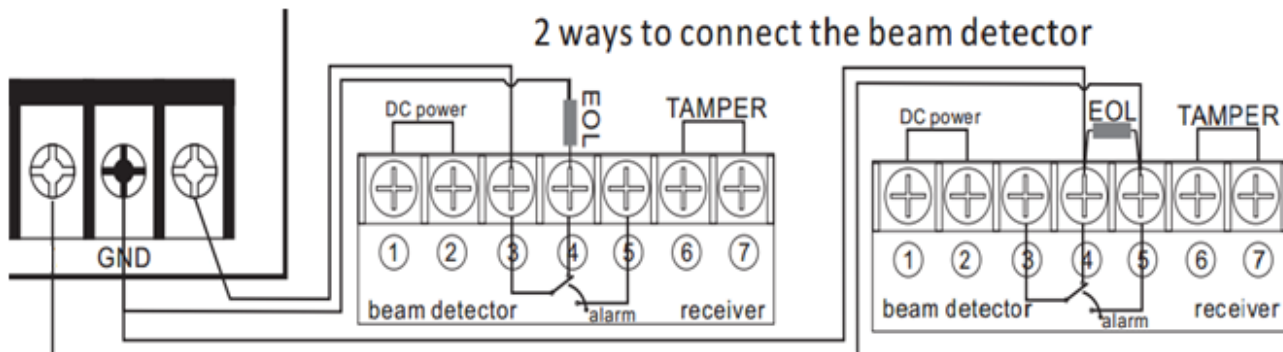 2 ways to connect the beam detector
GND
DC power
EOL
TAMPER
1 2 3 4 5 6 7
beam detector
alarm
receiver
DC power
EOL
TAMPER
1 2 3 4 5 6 7
beam detector
alarm
receiver